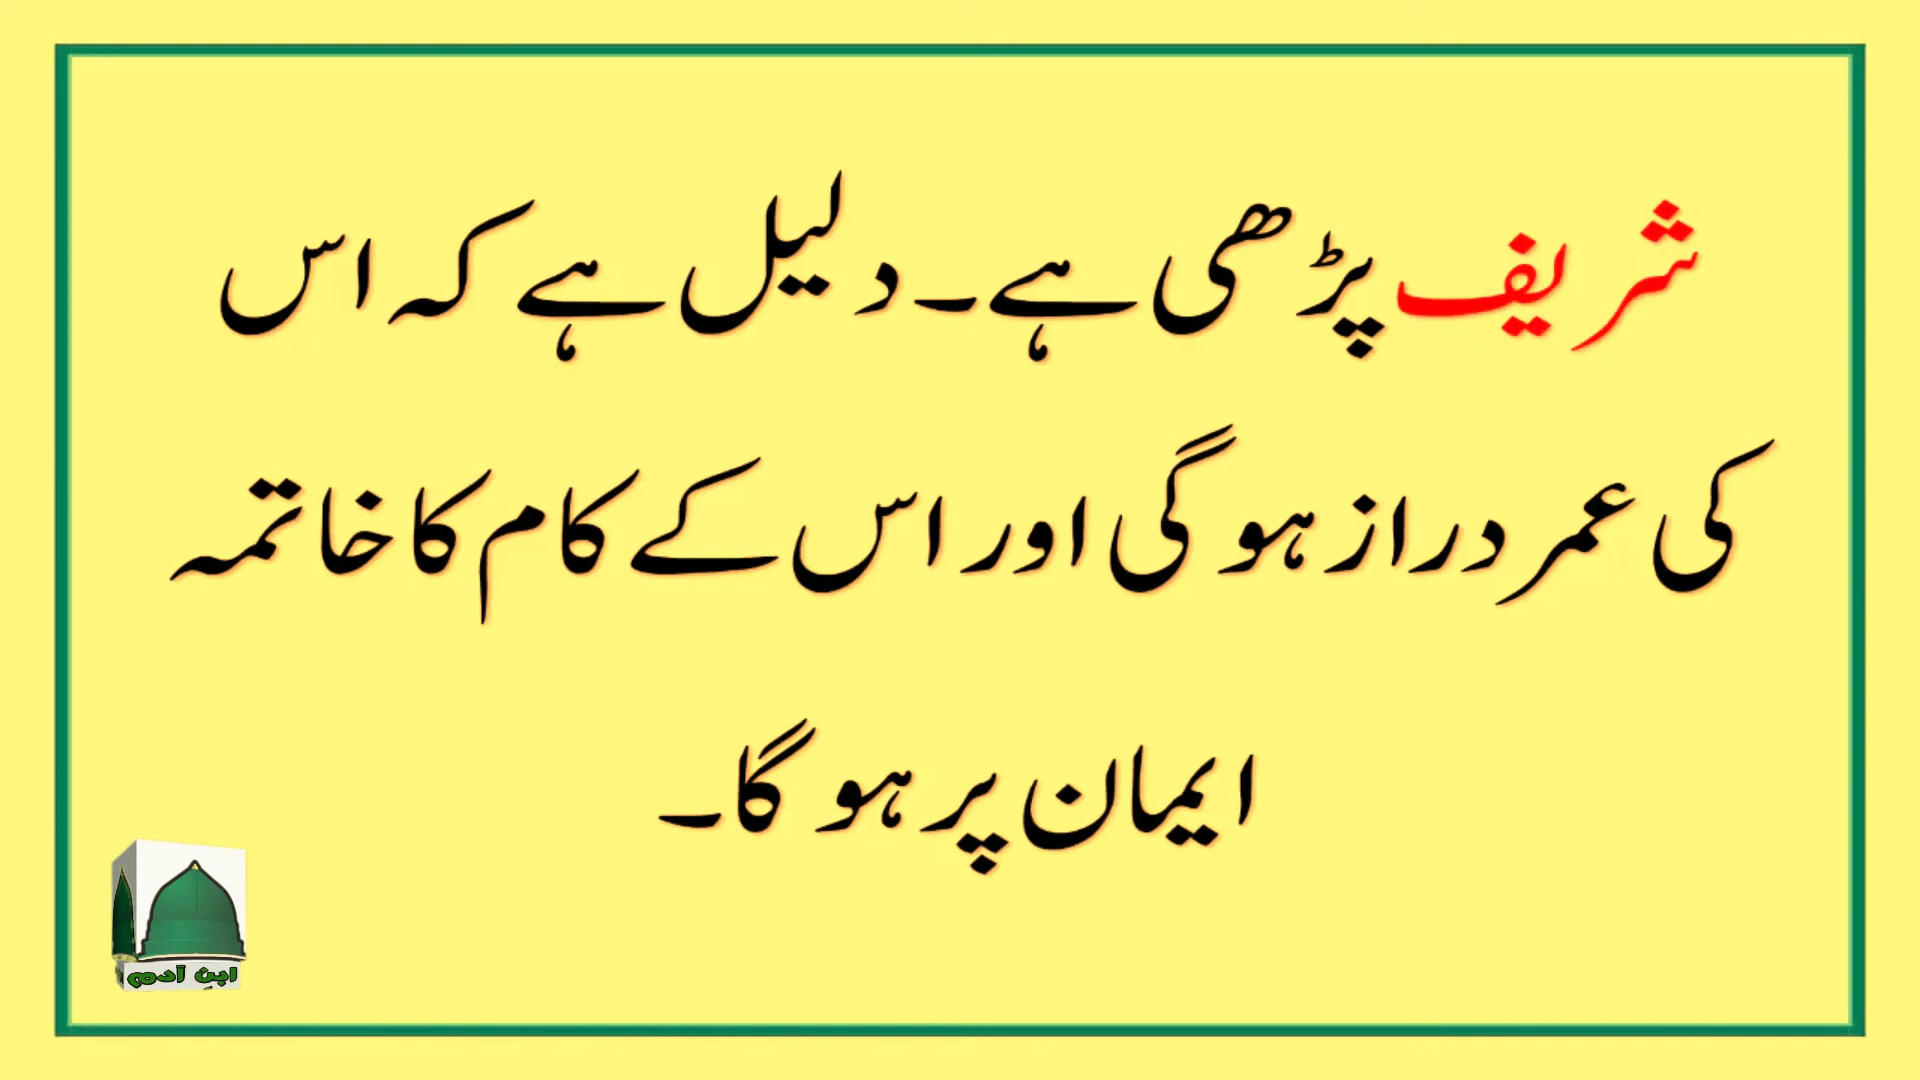 شریف پڑھی ہے۔ دلیل ہے کہ اس
کی عمر دراز ہو گی اور اس کے کام کا خاتمہ
ایمان پر ہو گا۔
ابنِ آدم